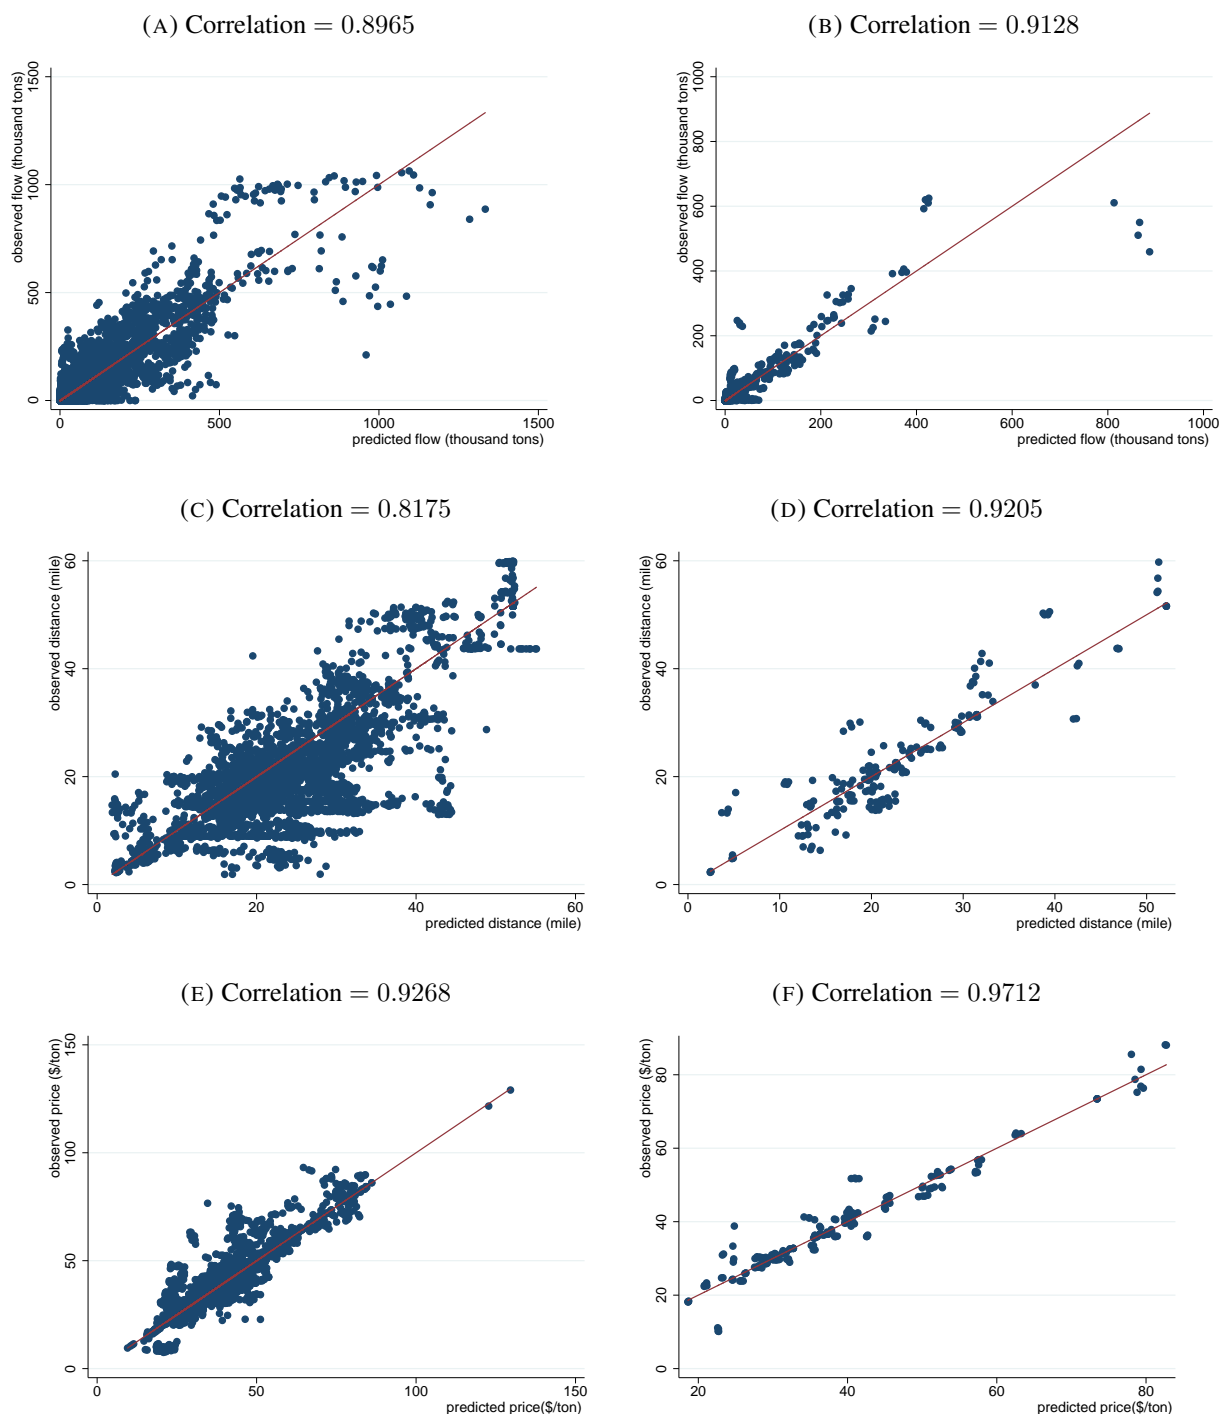 (A) Correlation = 0.8965
observed flow (thousand tons)
1500
1000
500
0
0 500 1000 1500
predicted flow (thousand tons)
(B) Correlation = 0.9128
observed flow (thousand tons)
1000
800
600
400
200
0
0 200 400 600 800 1000
predicted flow (thousand tons)
(C) Correlation = 0.8175
observed distance (mile)
60
40
20
0
0 20 40 60
predicted distance (mile)
(D) Correlation = 0.9205
observed distance (mile)
60
40
20
0
0 10 20 30 40 50
predicted distance (mile)
(E) Correlation = 0.9268
observed price ($/ton)
150
100
50
0
0 50 100 150
predicted price($/ton)
(F) Correlation = 0.9712
observed price ($/ton)
80
60
40
20
0
20 40 60 80
predicted price($/ton)